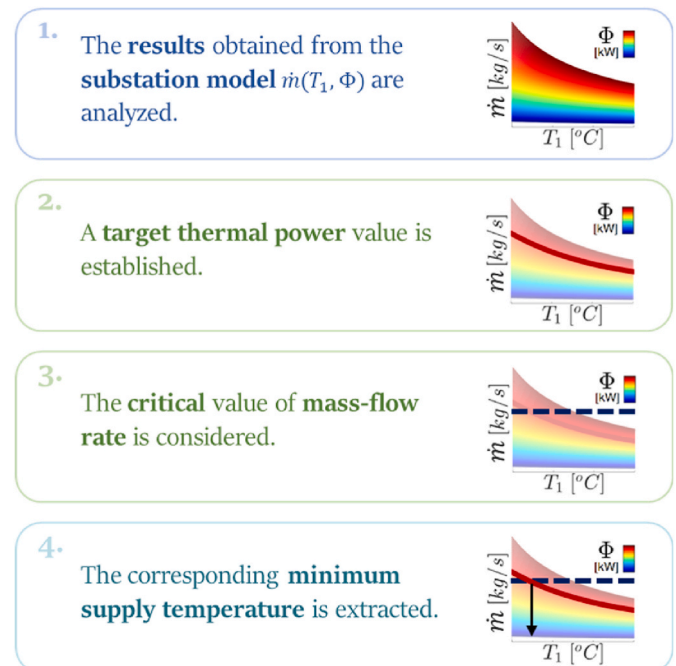 1.
The results obtained from the
substation model ṁ(T₁, Φ) are
analyzed.
ṁ [kg/s]
Φ
[kW]
T₁ [°C]
2.
A target thermal power value is
established.
ṁ [kg/s]
Φ
[kW]
T₁ [°C]
3.
The critical value of mass-flow
rate is considered.
ṁ [kg/s]
Φ
[kW]
T₁ [°C]
4.
The corresponding minimum
supply temperature is extracted.
ṁ [kg/s]
Φ
[kW]
T₁ [°C]